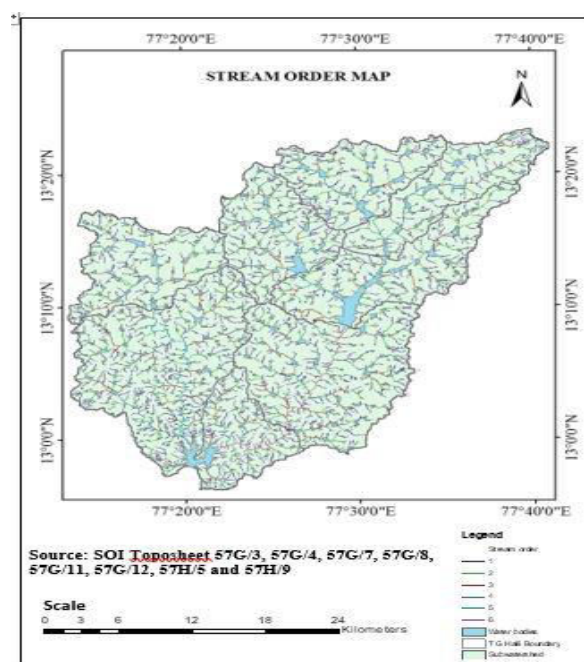 77°20'0"E 77°30'0"E 77°40'0"E
STREAM ORDER MAP
N
13°20'0"N 13°20'0"N
13°10'0"N 13°10'0"N
13°0'0"N 13°0'0"N
77°20'0"E 77°30'0"E 77°40'0"E
Source: SOI Toposheet 57G/3, 57G/4, 57G/7, 57G/8,
57G/11, 57G/12, 57H/5 and 57H/9
Scale
0 3 6 12 18 24
Kilometers
Legend
Stream order
1
2
3
4
5
6
Water bodies
T G Halli Boundary
Subwatershed